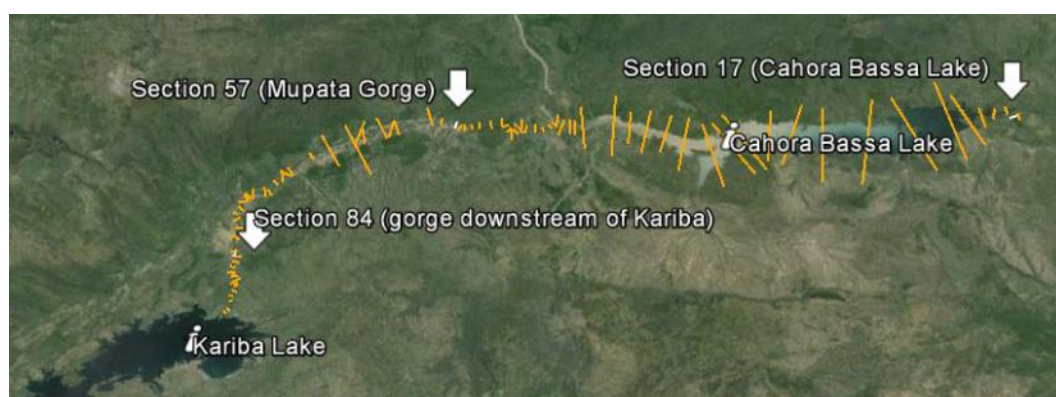 Section 57 (Mupata Gorge)
Section 17 (Cahora Bassa Lake)
Cahora Bassa Lake
Section 84 (gorge downstream of Kariba)
Kariba Lake